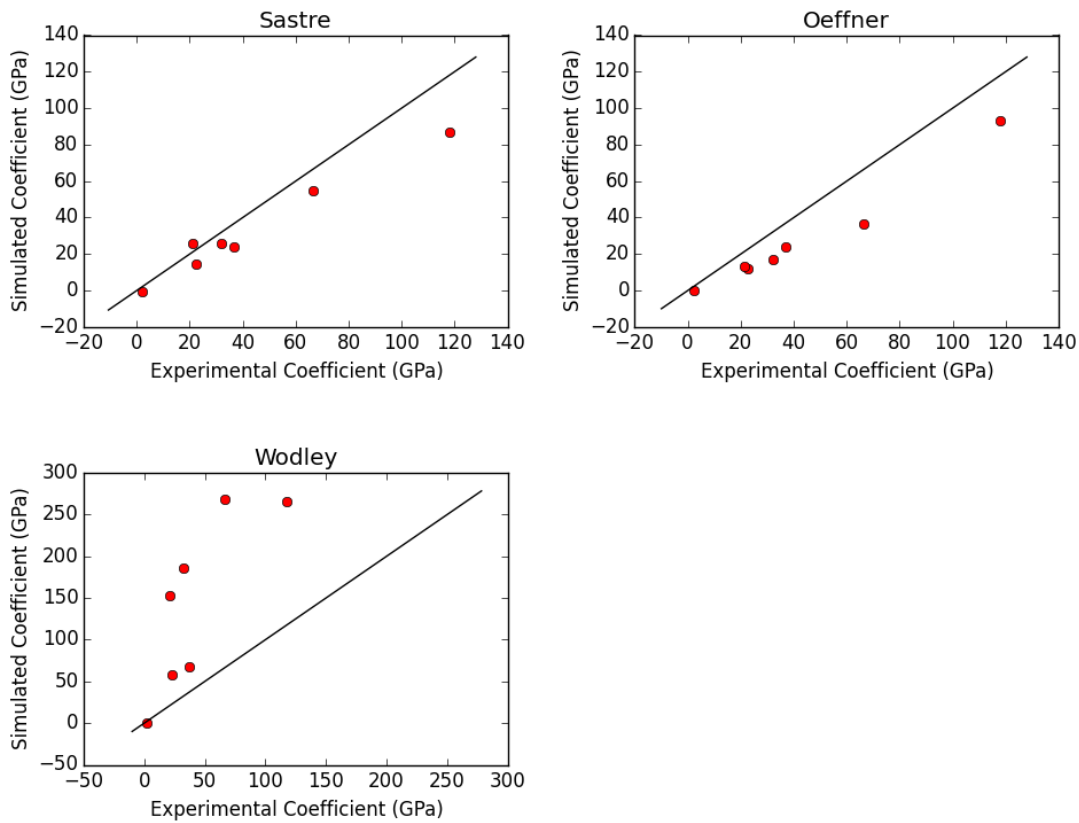 Sastre
140
120
100
80
60
40
20
0
−20
Simulated Coefficient (GPa)
−20 0 20 40 60 80 100 120 140
Experimental Coefficient (GPa)
Oeffner
140
120
100
80
60
40
20
0
−20
Simulated Coefficient (GPa)
−20 0 20 40 60 80 100 120 140
Experimental Coefficient (GPa)
Wodley
300
250
200
150
100
50
0
−50
Simulated Coefficient (GPa)
−50 0 50 100 150 200 250 300
Experimental Coefficient (GPa)